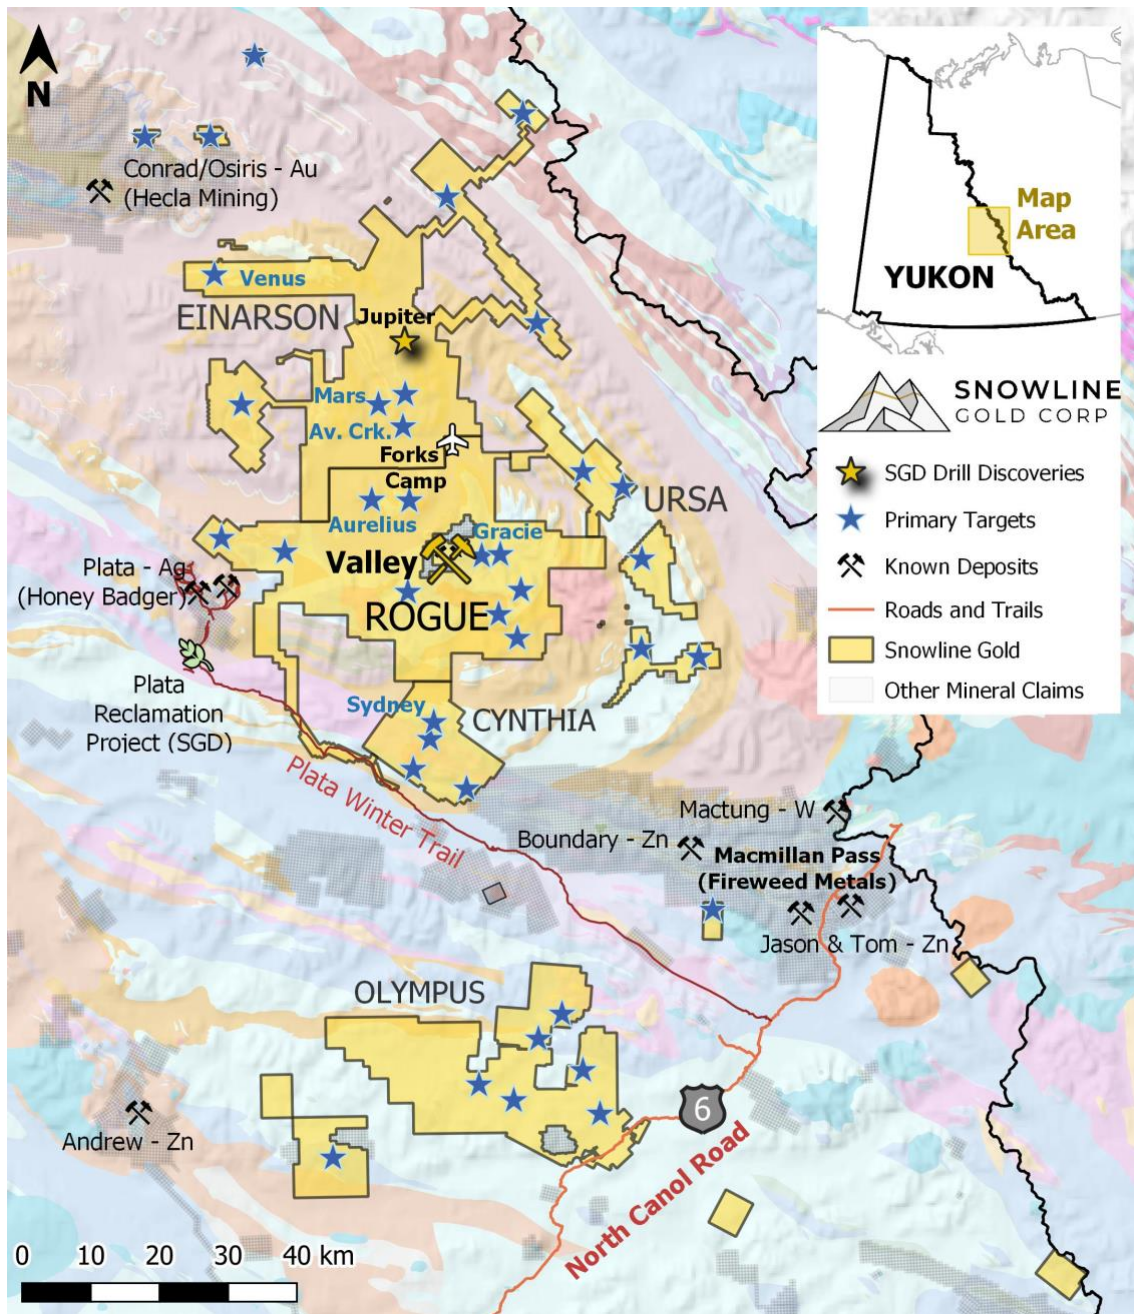 N
Conrad/Osiris - Au
(Hecla Mining)
Venus
EINARSON
Jupiter
Mars
Av. Crk.
Forks
Camp
Aurelius
Gracie
URSA
Valley
ROGUE
Plata - Ag
(Honey Badger)
Plata
Reclamation
Project (SGD)
Sydney
CYNTHIA
Plata Winter Trail
Mactung - W
Boundary - Zn
Macmillan Pass
(Fireweed Metals)
Jason & Tom - Zn
OLYMPUS
Andrew - Zn
6
North Canol Road
0 10 20 30 40 km
Map
Area
YUKON
SNOWLINE
GOLD CORP
SGD Drill Discoveries
Primary Targets
Known Deposits
Roads and Trails
Snowline Gold
Other Mineral Claims